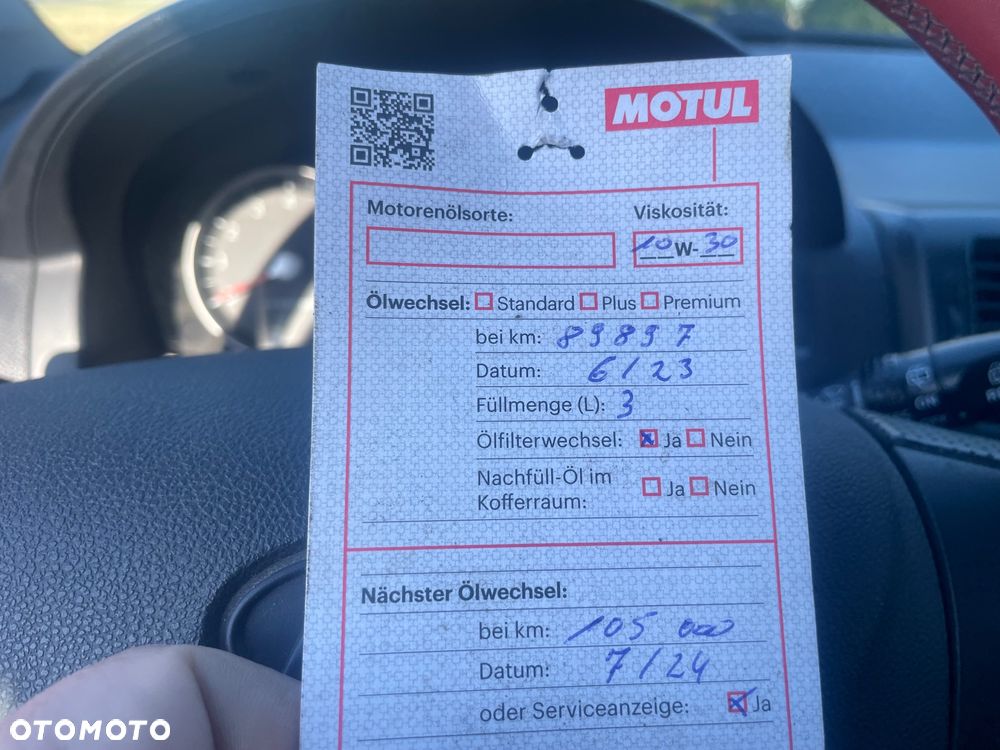 MOTUL
Motorenölsorte: Viskosität:
10W-30
Ölwechsel: Standard Plus Premium
bei km: 89897
Datum: 6/23
Füllmenge (L): 3
Ölfilterwechsel: x Ja Nein
Nachfüll-Öl im Kofferraum: Ja Nein
Nächster Ölwechsel:
bei km: 105 000
Datum: 7/24
oder Serviceanzeige: x Ja
OTOMOTO